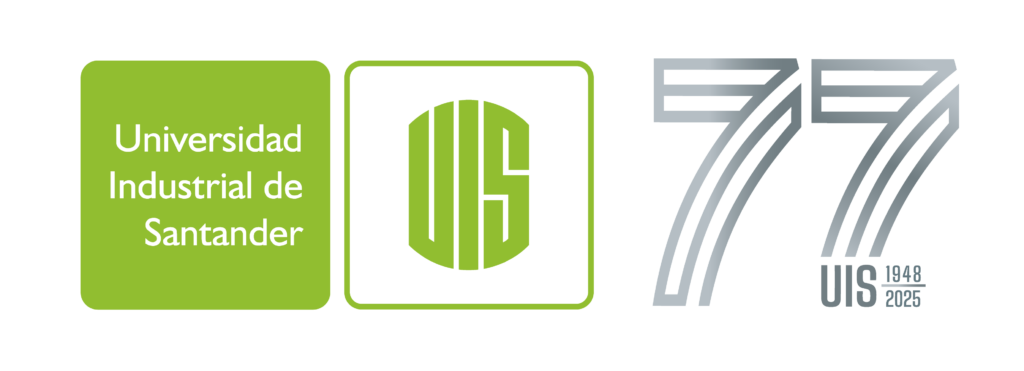 Universidad
Industrial de
Santander
UIS
77
UIS 1948
2025